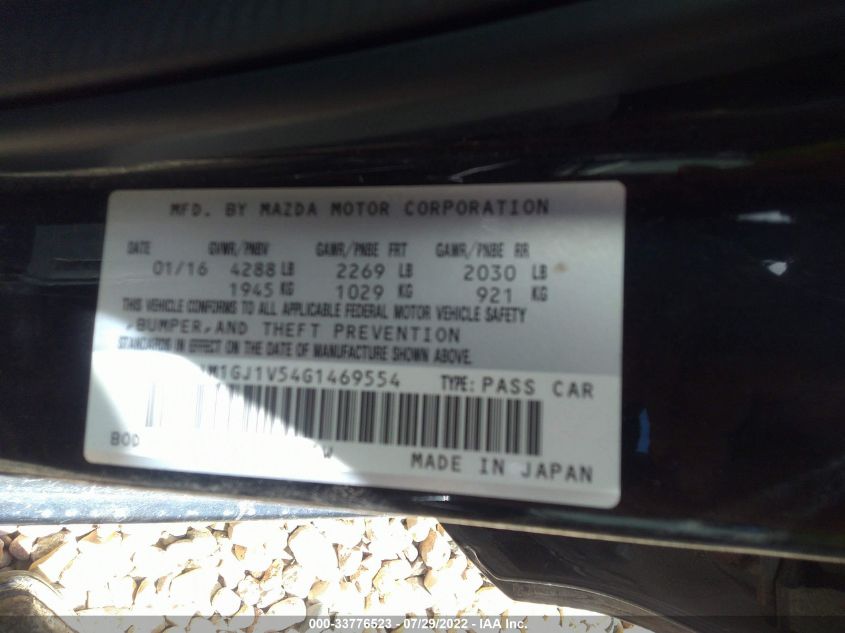 MFD. BY MAZDA MOTOR CORPORATION
DATE GVWR/PNBV GAWR/PNBE FRT GAWR/PNBE RR
01/16 4288 LB 2269 LB 2030 LB
1945 KG 1029 KG 921 KG
THIS VEHICLE CONFORMS TO ALL APPLICABLE FEDERAL MOTOR VEHICLE SAFETY
,BUMPER,AND THEFT PREVENTION
STANDARDS IN EFFECT ON THE DATE OF MANUFACTURE SHOWN ABOVE.
M1GJ1V54G1469554 TYPE: PASS CAR
MADE IN JAPAN
000-33776523 - 07/29/2022 - IAA Inc.